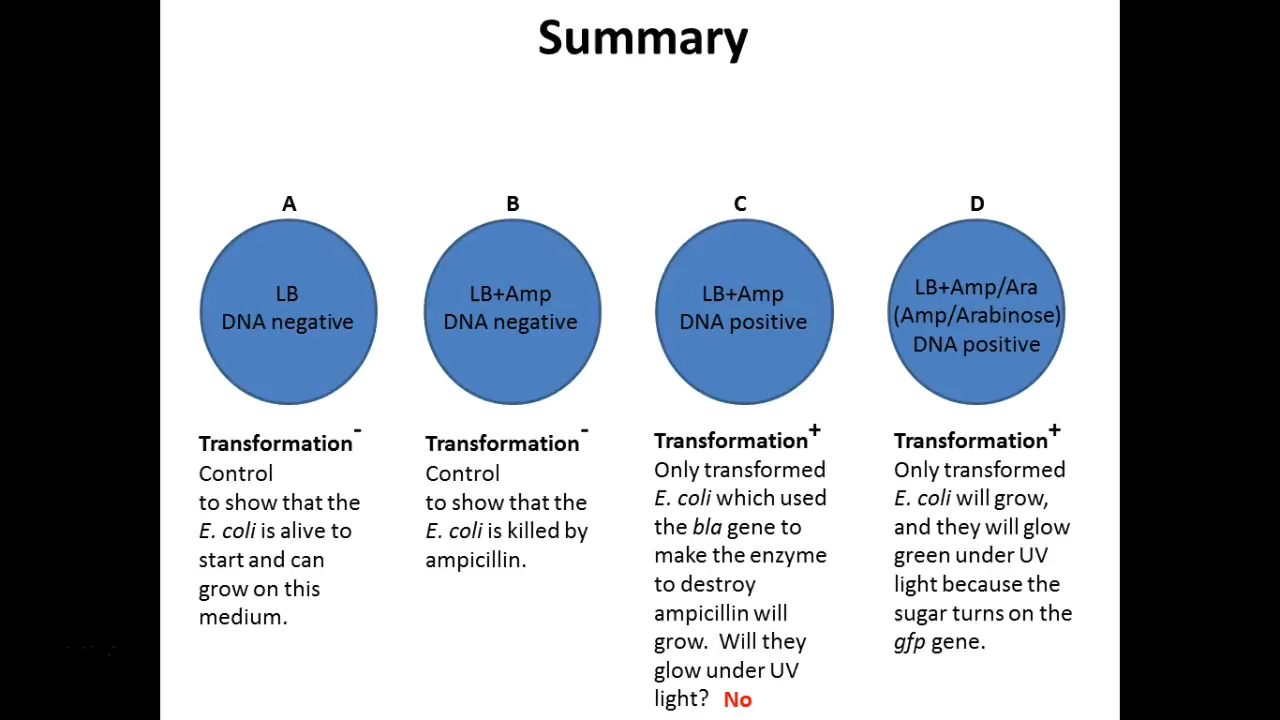 Summary
A
LB
DNA negative
Transformation-
Control
to show that the
E. coli is alive to
start and can
grow on this
medium.
B
LB+Amp
DNA negative
Transformation-
Control
to show that the
E. coli is killed by
ampicillin.
C
LB+Amp
DNA positive
Transformation+
Only transformed
E. coli which used
the bla gene to
make the enzyme
to destroy
ampicillin will
grow. Will they
glow under UV
light? No
D
LB+Amp/Ara
(Amp/Arabinose)
DNA positive
Transformation+
Only transformed
E. coli will grow,
and they will glow
green under UV
light because the
sugar turns on the
gfp gene.